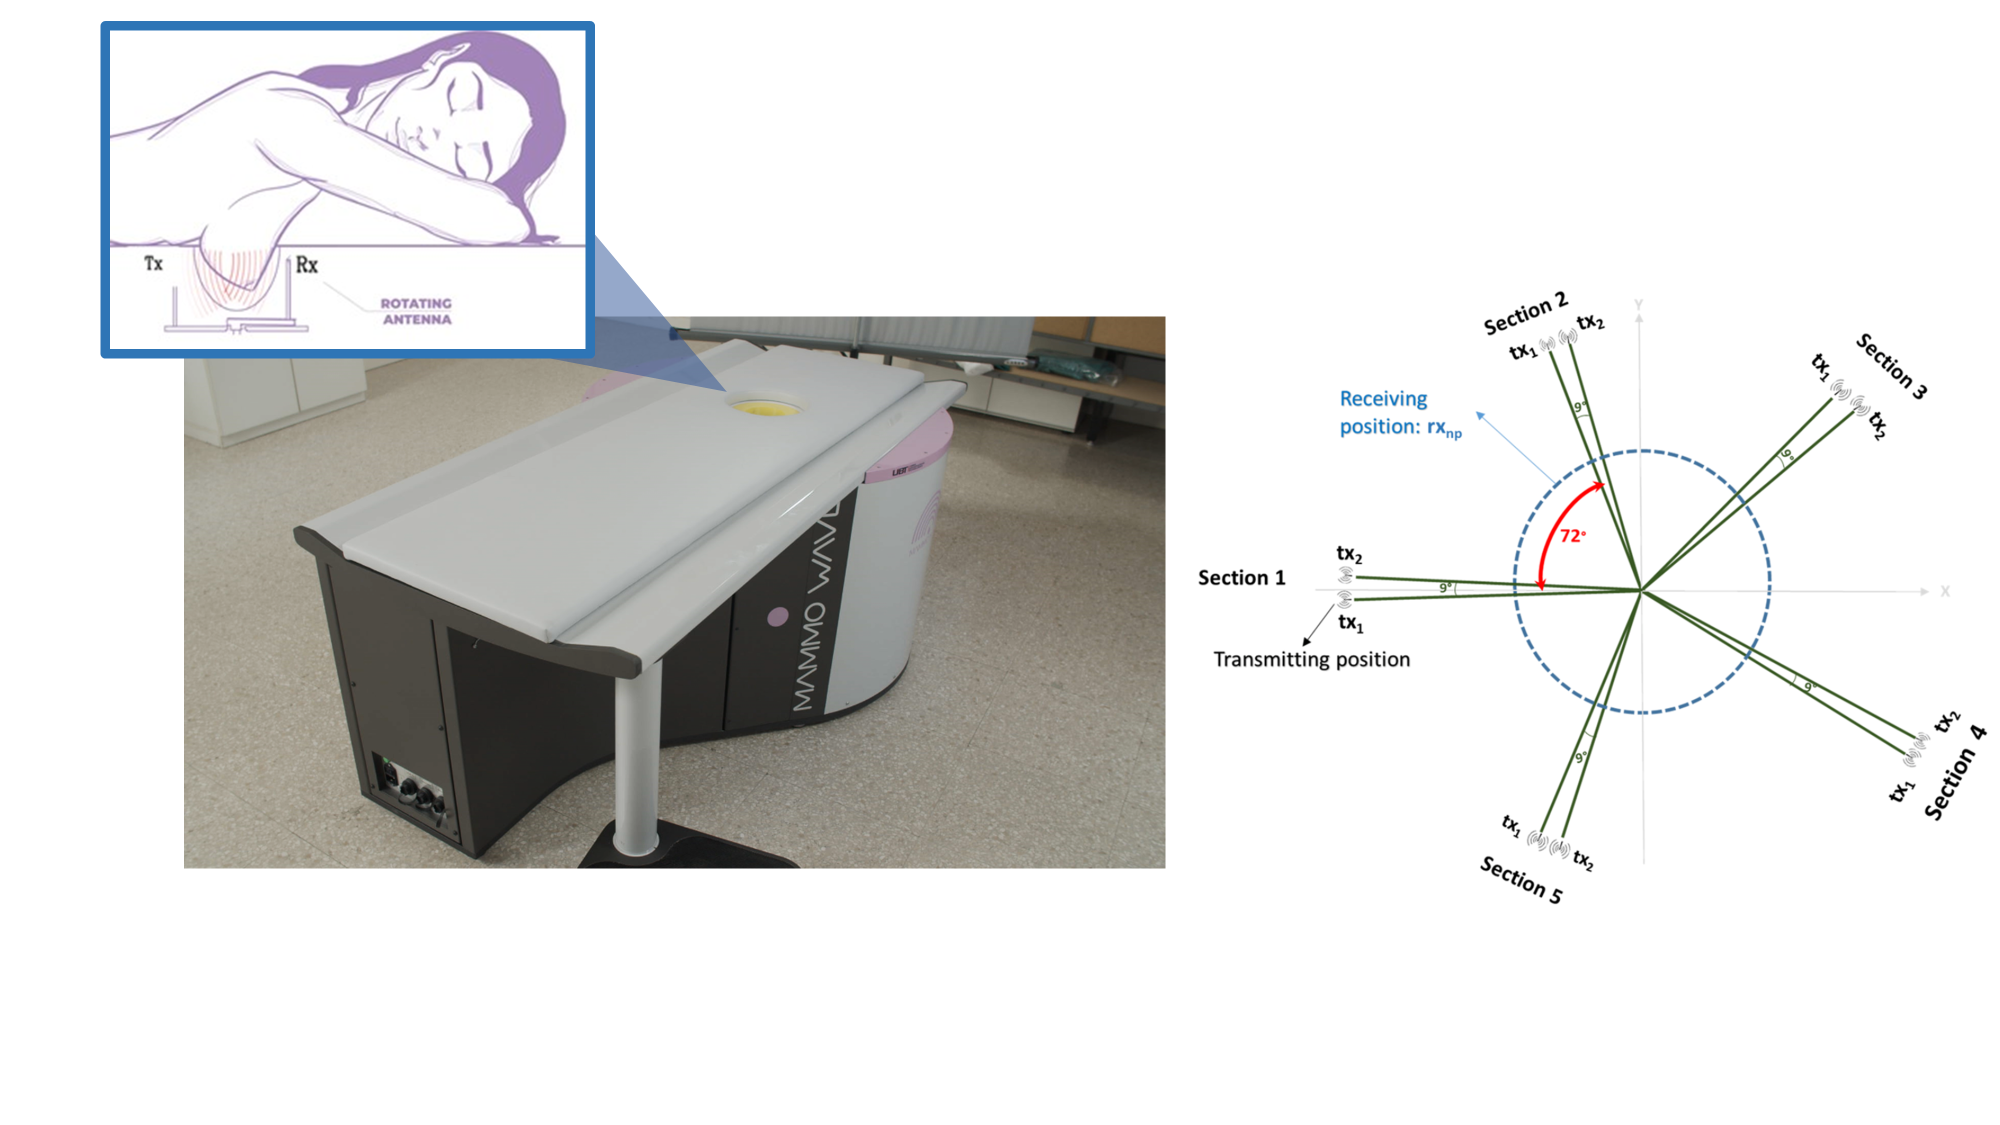 Tx
Rx
ROTATING
ANTENNA
MAMMO WAVE
Section 1
tx2
tx1
9°
Transmitting position
Section 2
tx1
tx2
9°
Receiving
position: rxnp
72°
Section 3
tx1
tx2
9°
Section 4
tx2
tx1
9°
Section 5
tx1
tx2
9°
Y
X